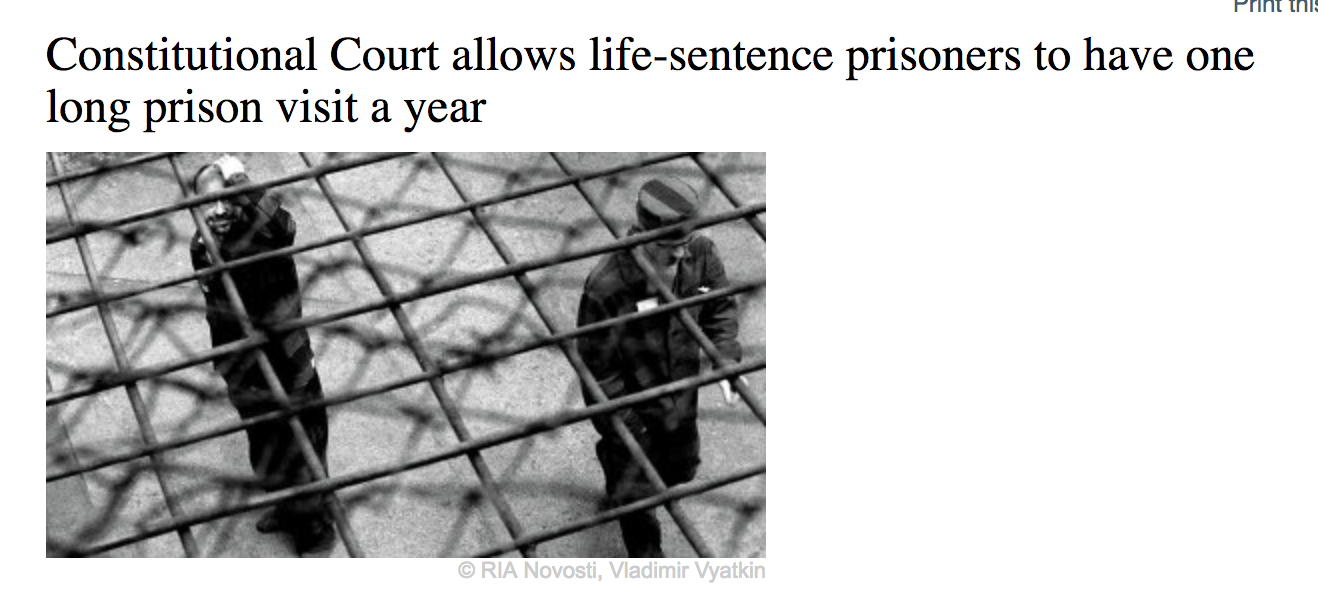 Print this
Constitutional Court allows life-sentence prisoners to have one
long prison visit a year
© RIA Novosti, Vladimir Vyatkin